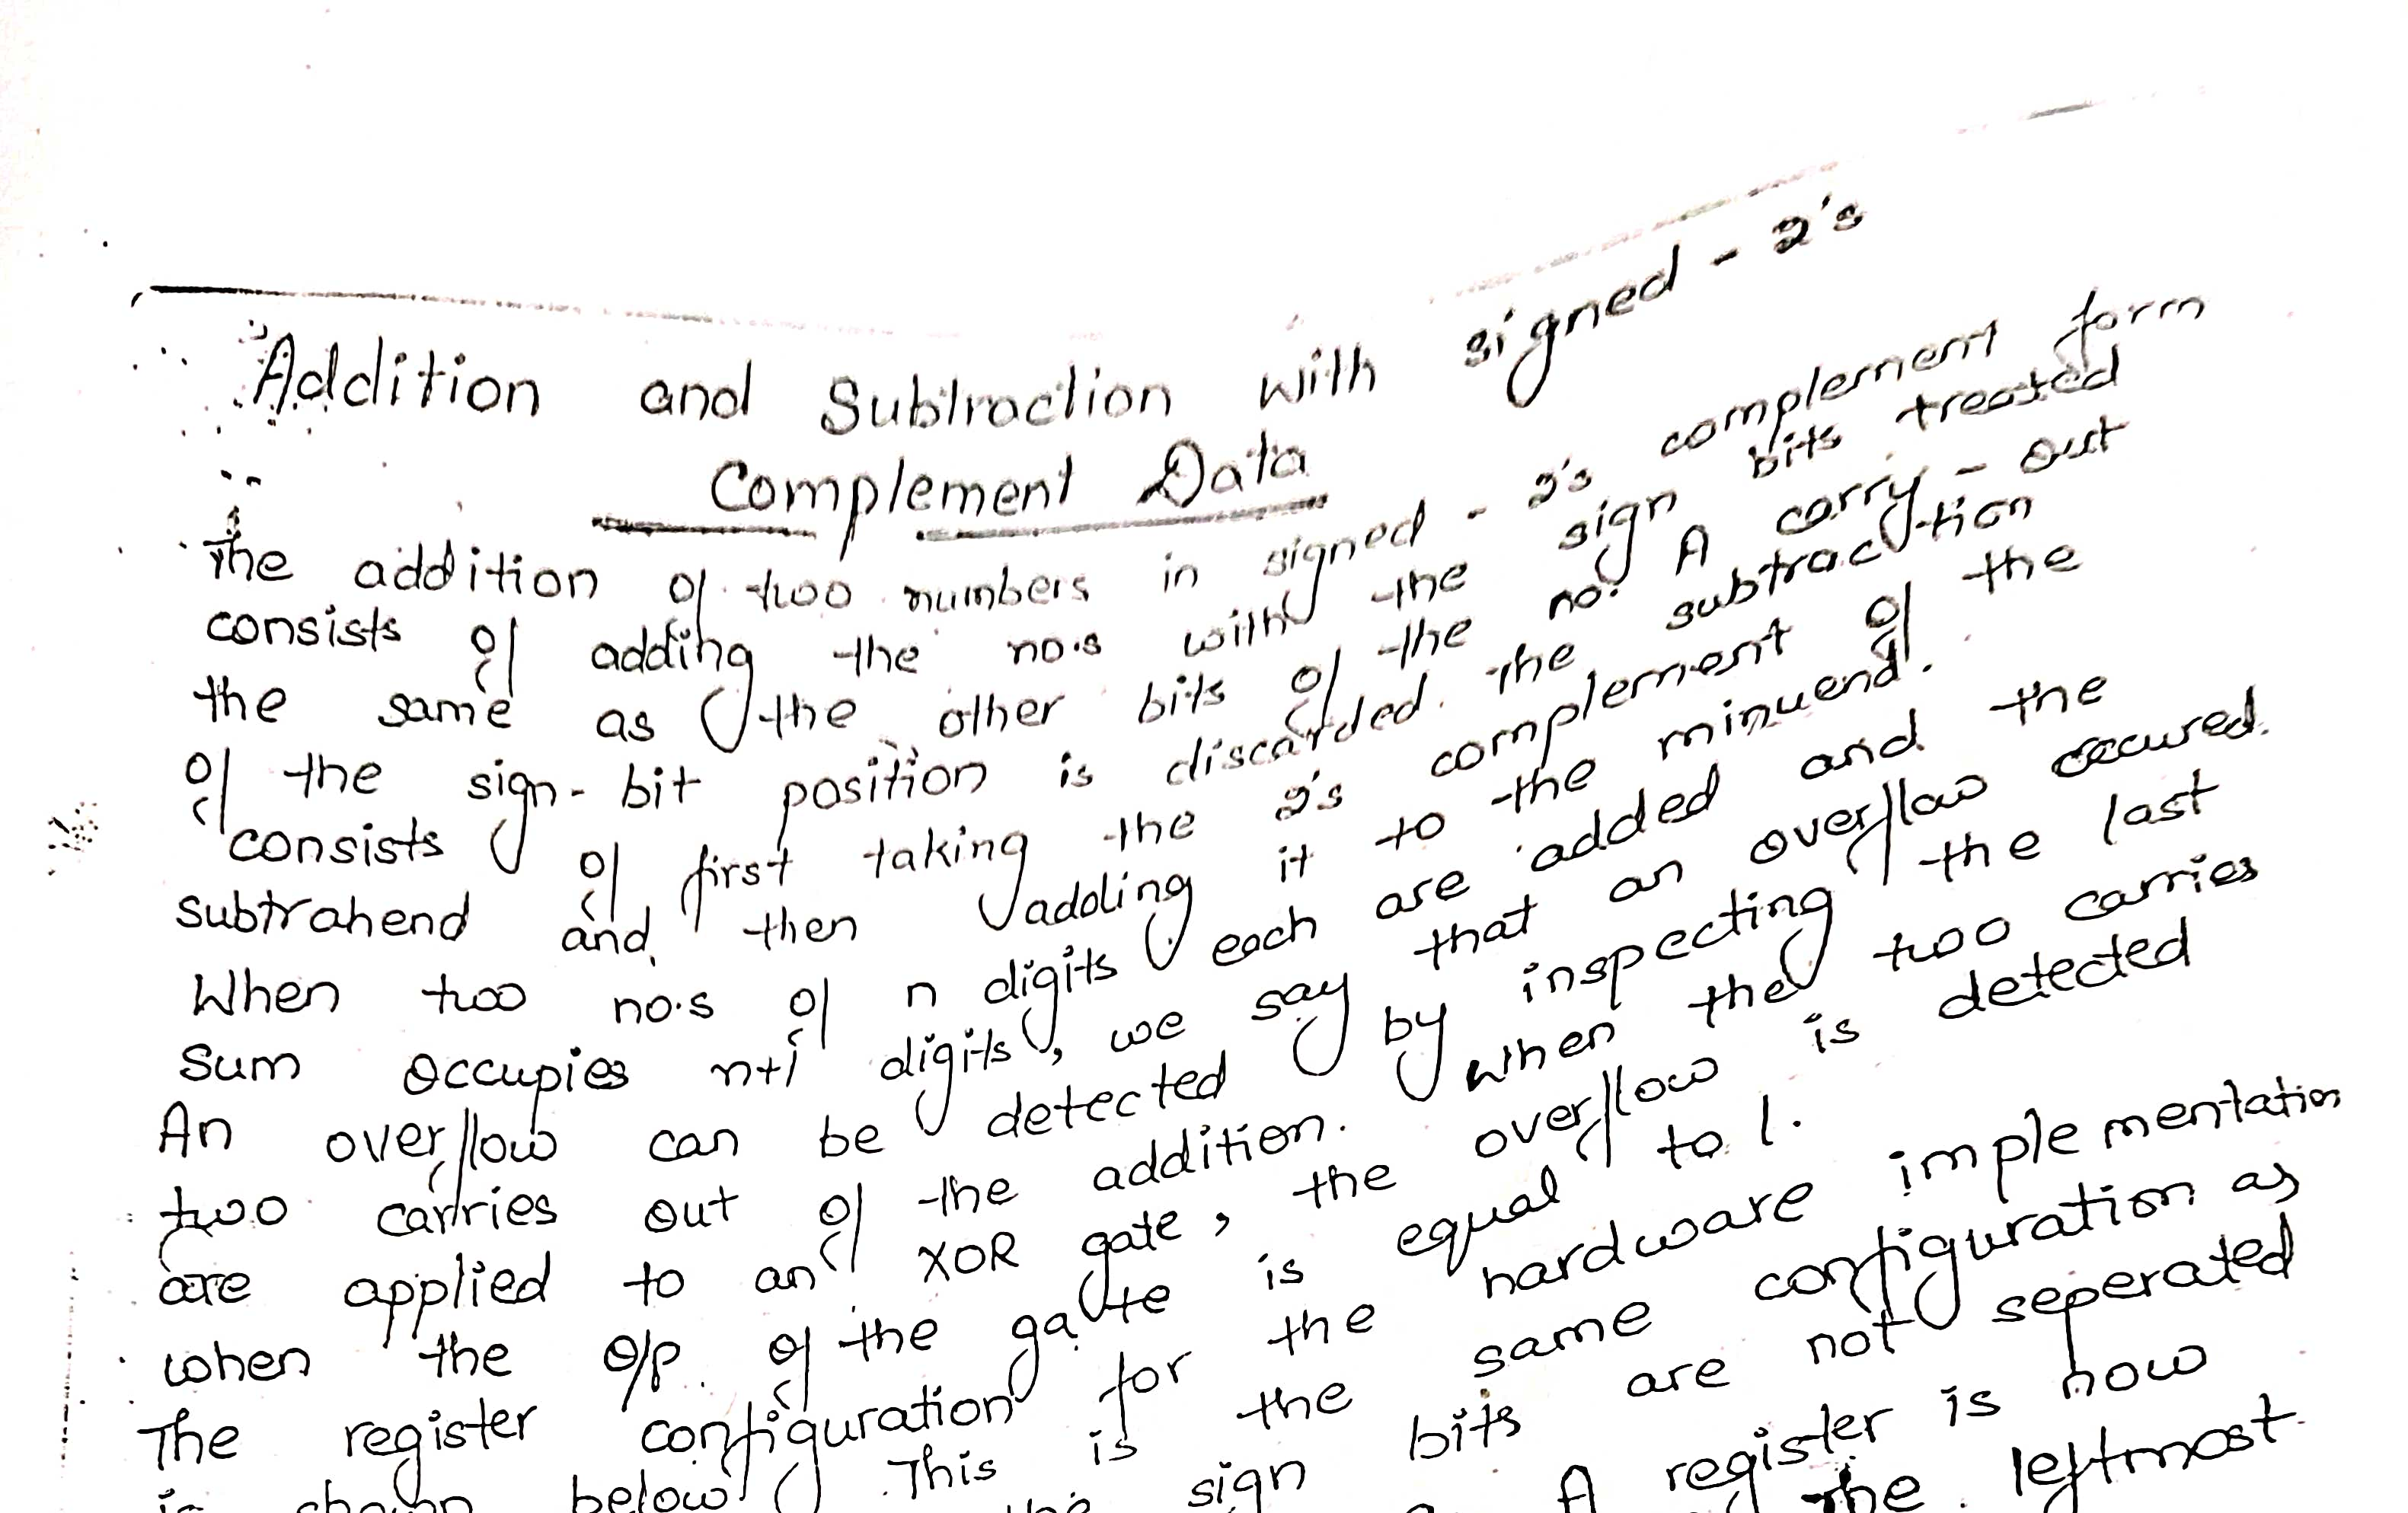 Addition and Subtraction with signed - 2's
Complement Data
The addition of two numbers in signed - 2's complement form
consists of adding the no.s with the sign bits treated
the same as the other bits of the no. A carry - out
of the sign-bit position is discarded. The subtraction
consists of first taking the 2's complement of the
subtrahend and then adding it to the minuend.
When two no.s of n digits each are added and the
sum occupies n+1 digits, we say that an overflow occured.
An overflow can be detected by inspecting the last
two carries out of the addition. When the two carries
are applied to an XOR gate, the overflow is detected
when the o/p of the gate is equal to 1.
The register configuration for the hardware implementation
is shown below. This is the same configuration as
the sign bits are not seperated
A register is now
The leftmost